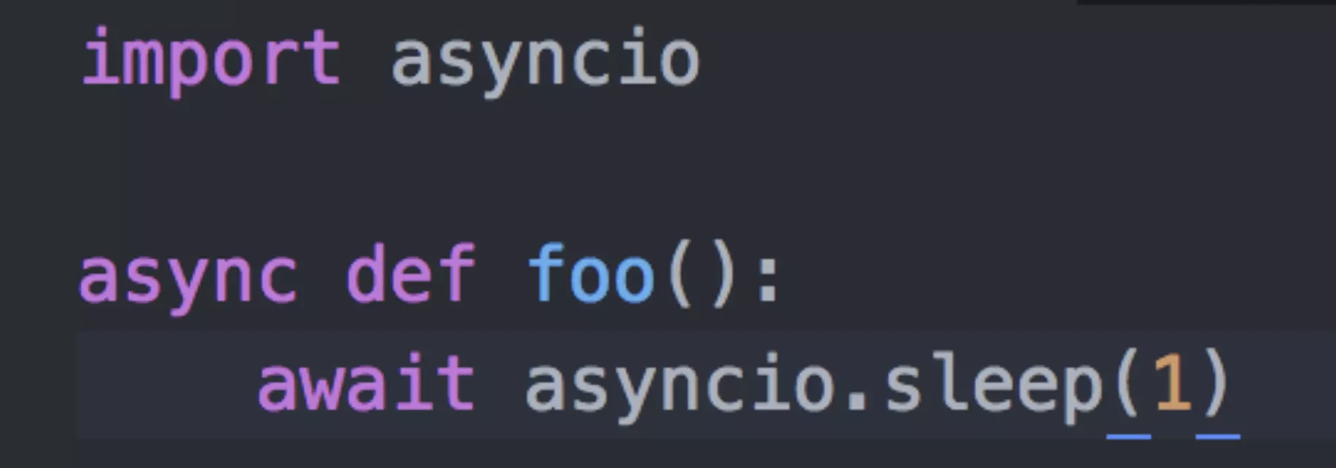 import asyncio
async def foo():
    await asyncio.sleep(1)